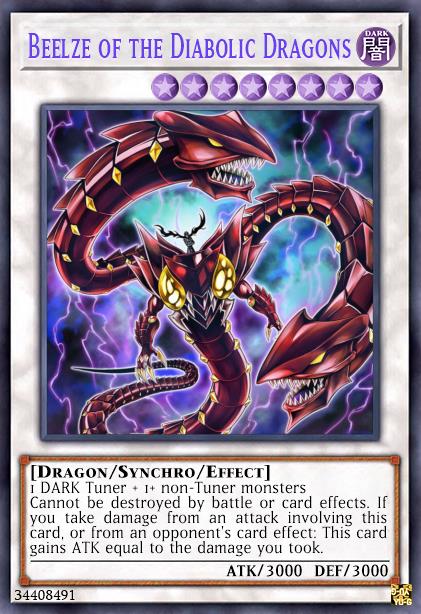 Beelze of the Diabolic Dragons
DARK
闇
[Dragon/Synchro/Effect]
1 DARK Tuner + 1+ non-Tuner monsters
Cannot be destroyed by battle or card effects. If
you take damage from an attack involving this
card, or from an opponent's card effect: This card
gains ATK equal to the damage you took.
ATK/3000 DEF/3000
34408491